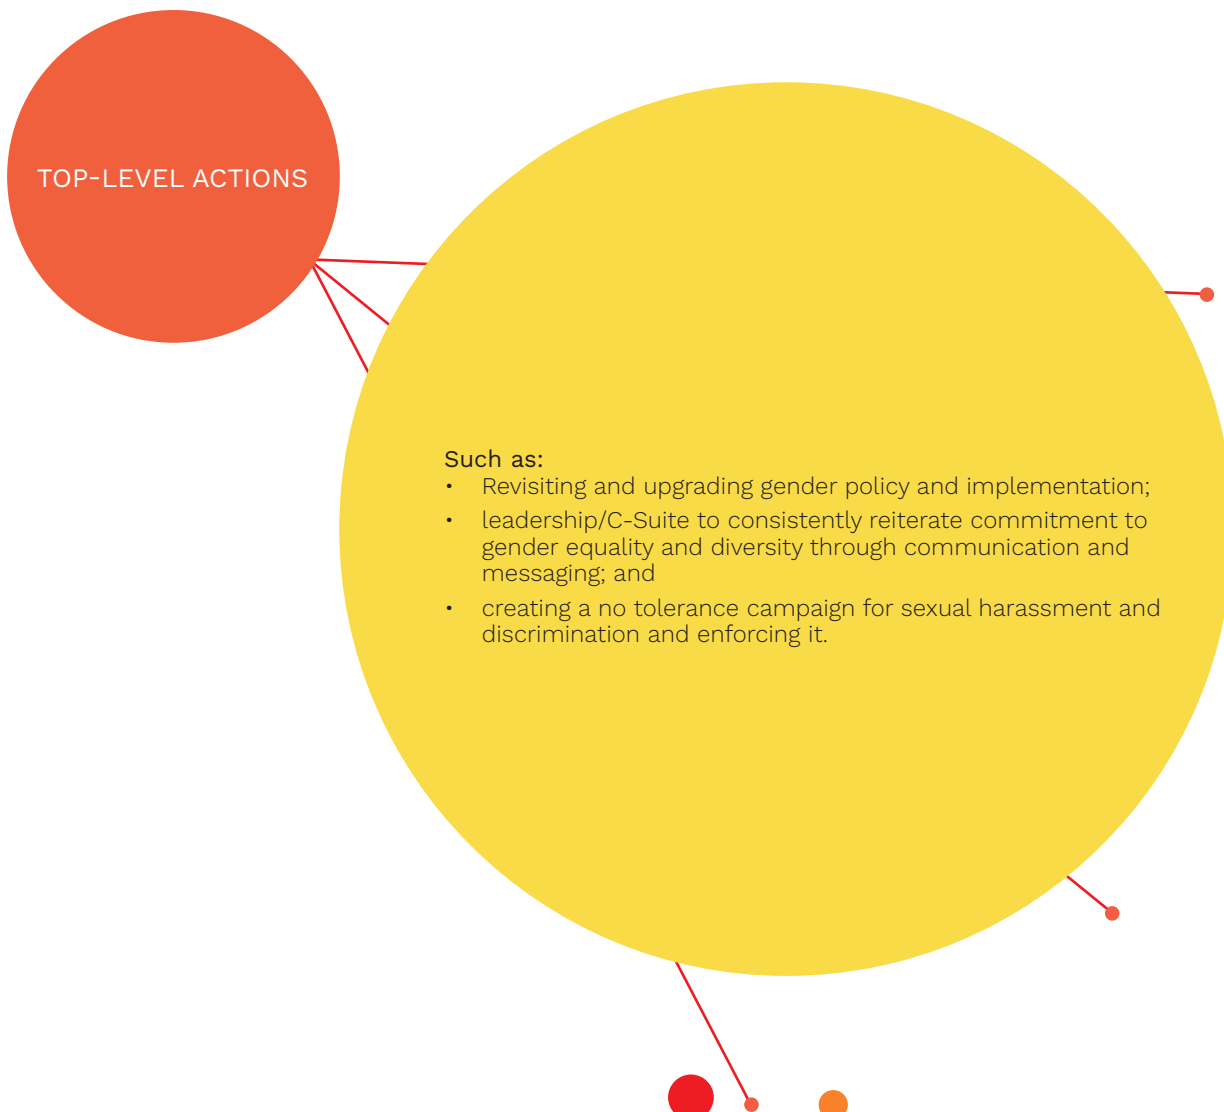 TOP-LEVEL ACTIONS
Such as:
• Revisiting and upgrading gender policy and implementation;
• leadership/C-Suite to consistently reiterate commitment to
gender equality and diversity through communication and
messaging; and
• creating a no tolerance campaign for sexual harassment and
discrimination and enforcing it.